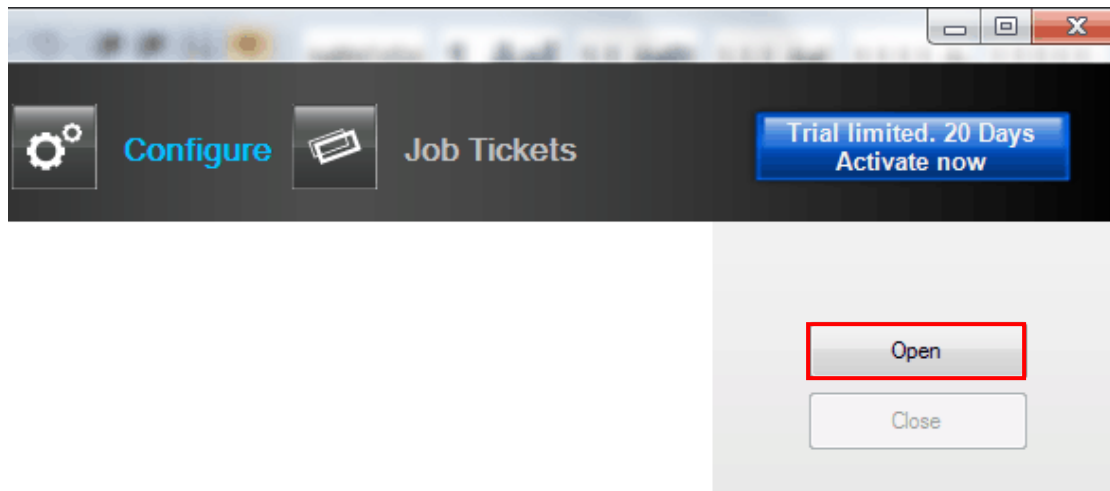 Configure
Job Tickets
Trial limited. 20 Days
Activate now
Open
Close